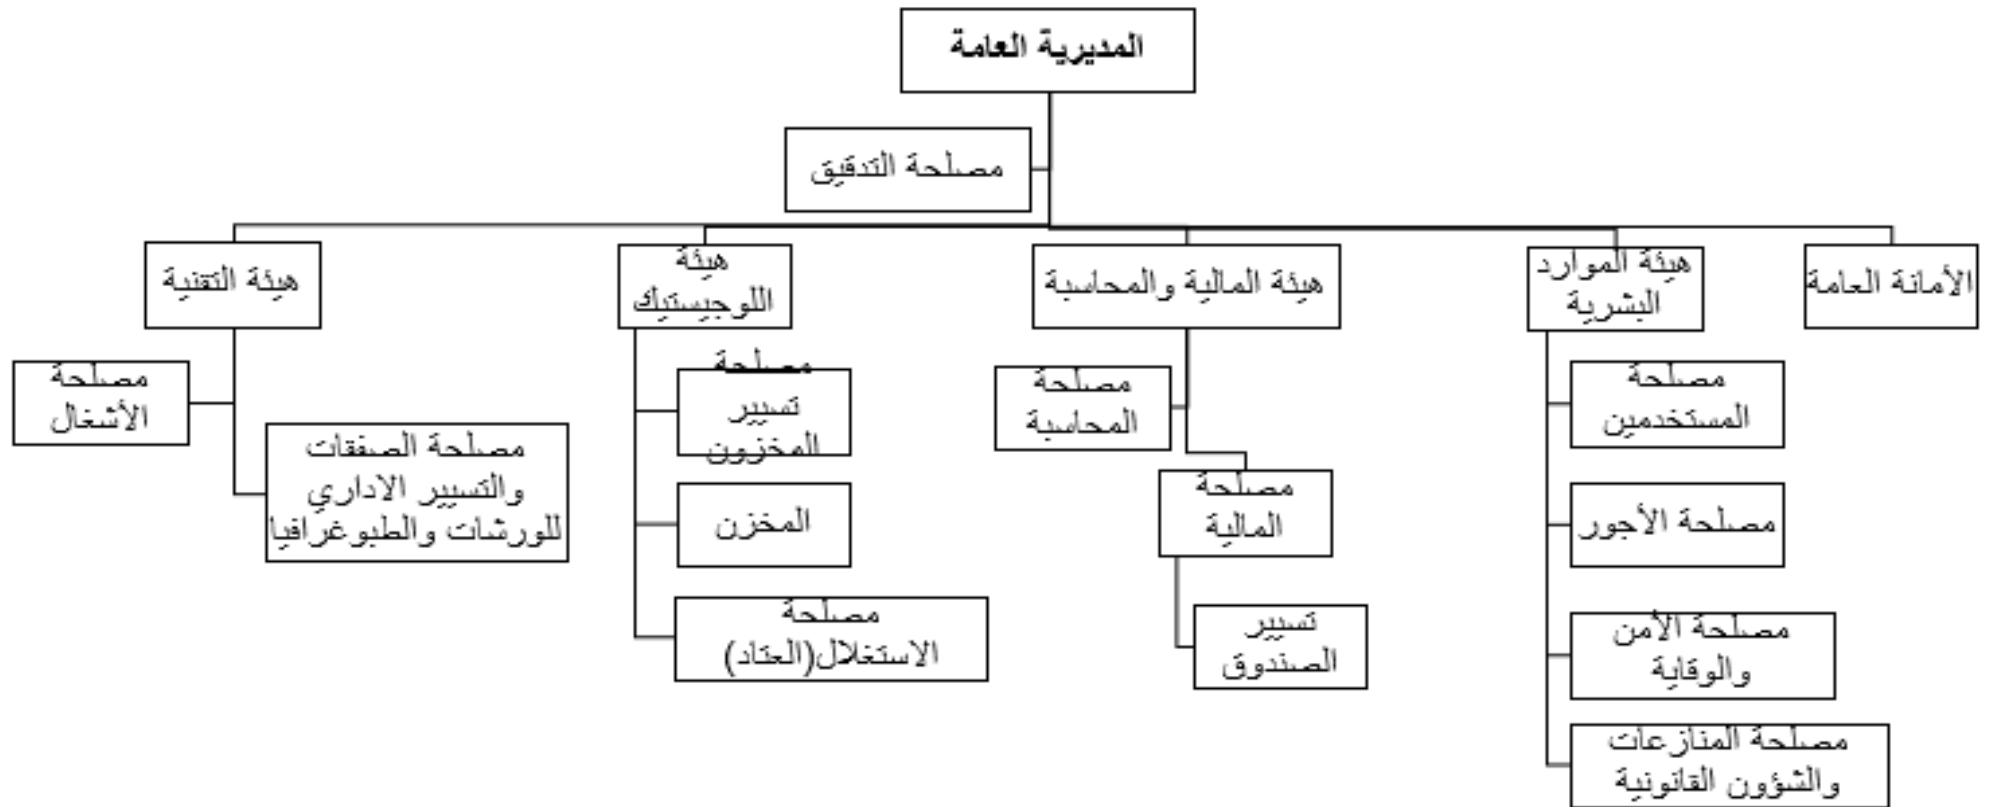 المديرية العامة
مصلحة التدقيق
الأمانة العامة
هيئة الموارد
البشرية
مصلحة
المستخدمين
مصلحة الأجور
مصلحة الأمن
والوقاية
مصلحة المنازعات
والشؤون القانونية
هيئة المالية والمحاسبة
مصلحة
المحاسبة
مصلحة
المالية
تسيير
الصندوق
هيئة
اللوجيستيك
مصلحة
تسيير
المخزون
المخزن
مصلحة
الاستغلال(العتاد)
هيئة التقنية
مصلحة
الأشغال
مصلحة الصفقات
والتسيير الاداري
للورشات والطبوغرافيا